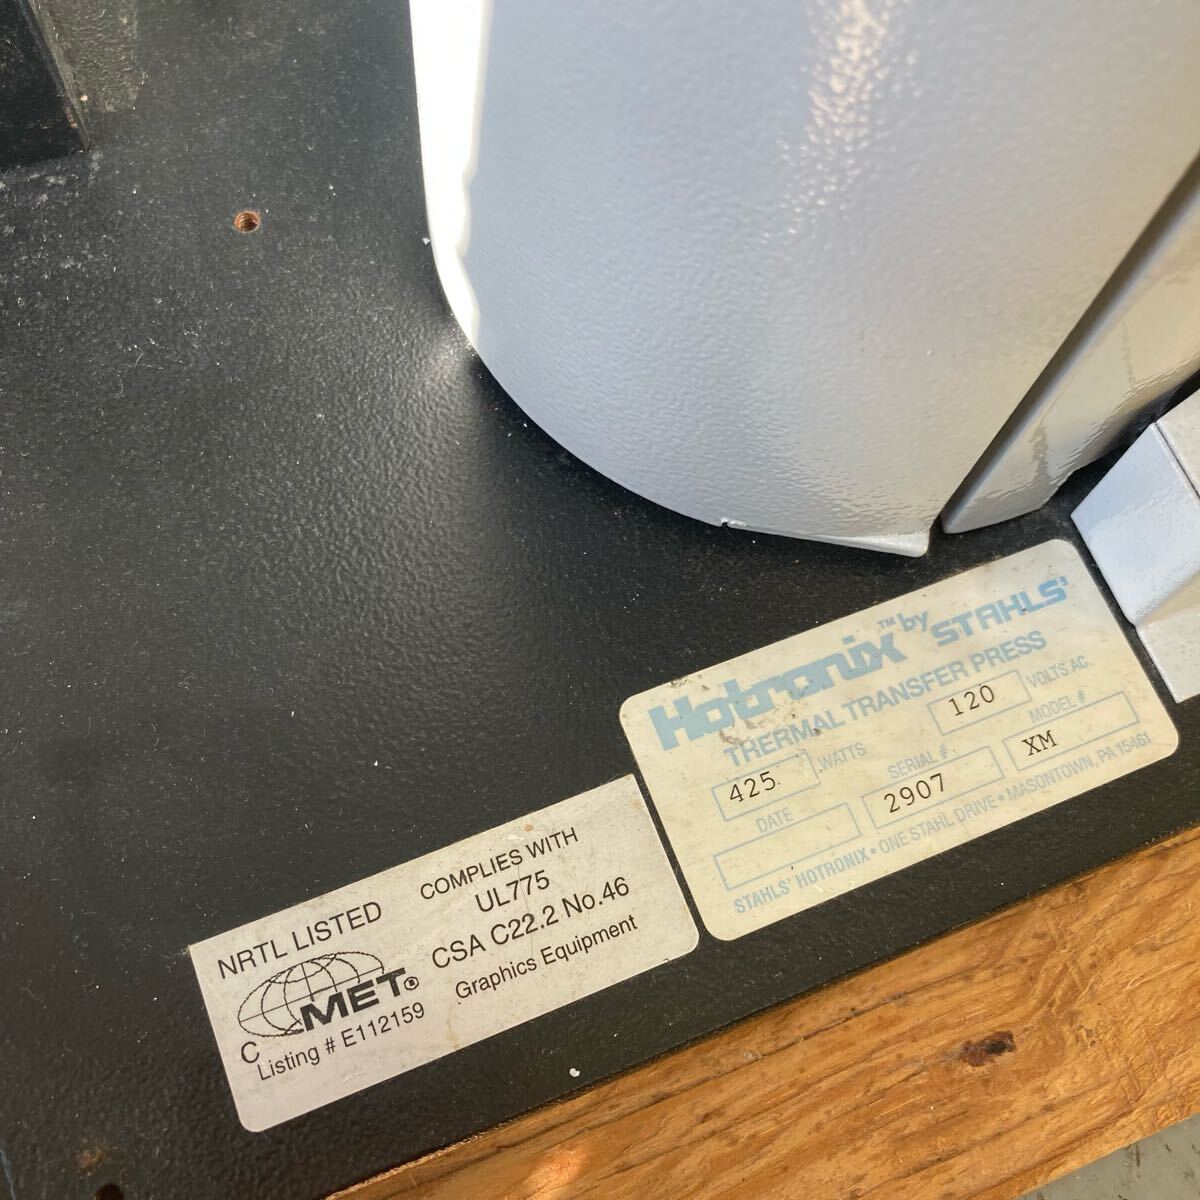 Hotronix™ by STAHLS'
THERMAL TRANSFER PRESS
425 WATTS 120 VOLTS AC
DATE SERIAL # MODEL #
2907 XM
STAHLS' HOTRONIX • ONE STAHL DRIVE • MASONTOWN, PA 15461
NRTL LISTED
C MET®
Listing # E112159
COMPLIES WITH
UL775
CSA C22.2 No.46
Graphics Equipment